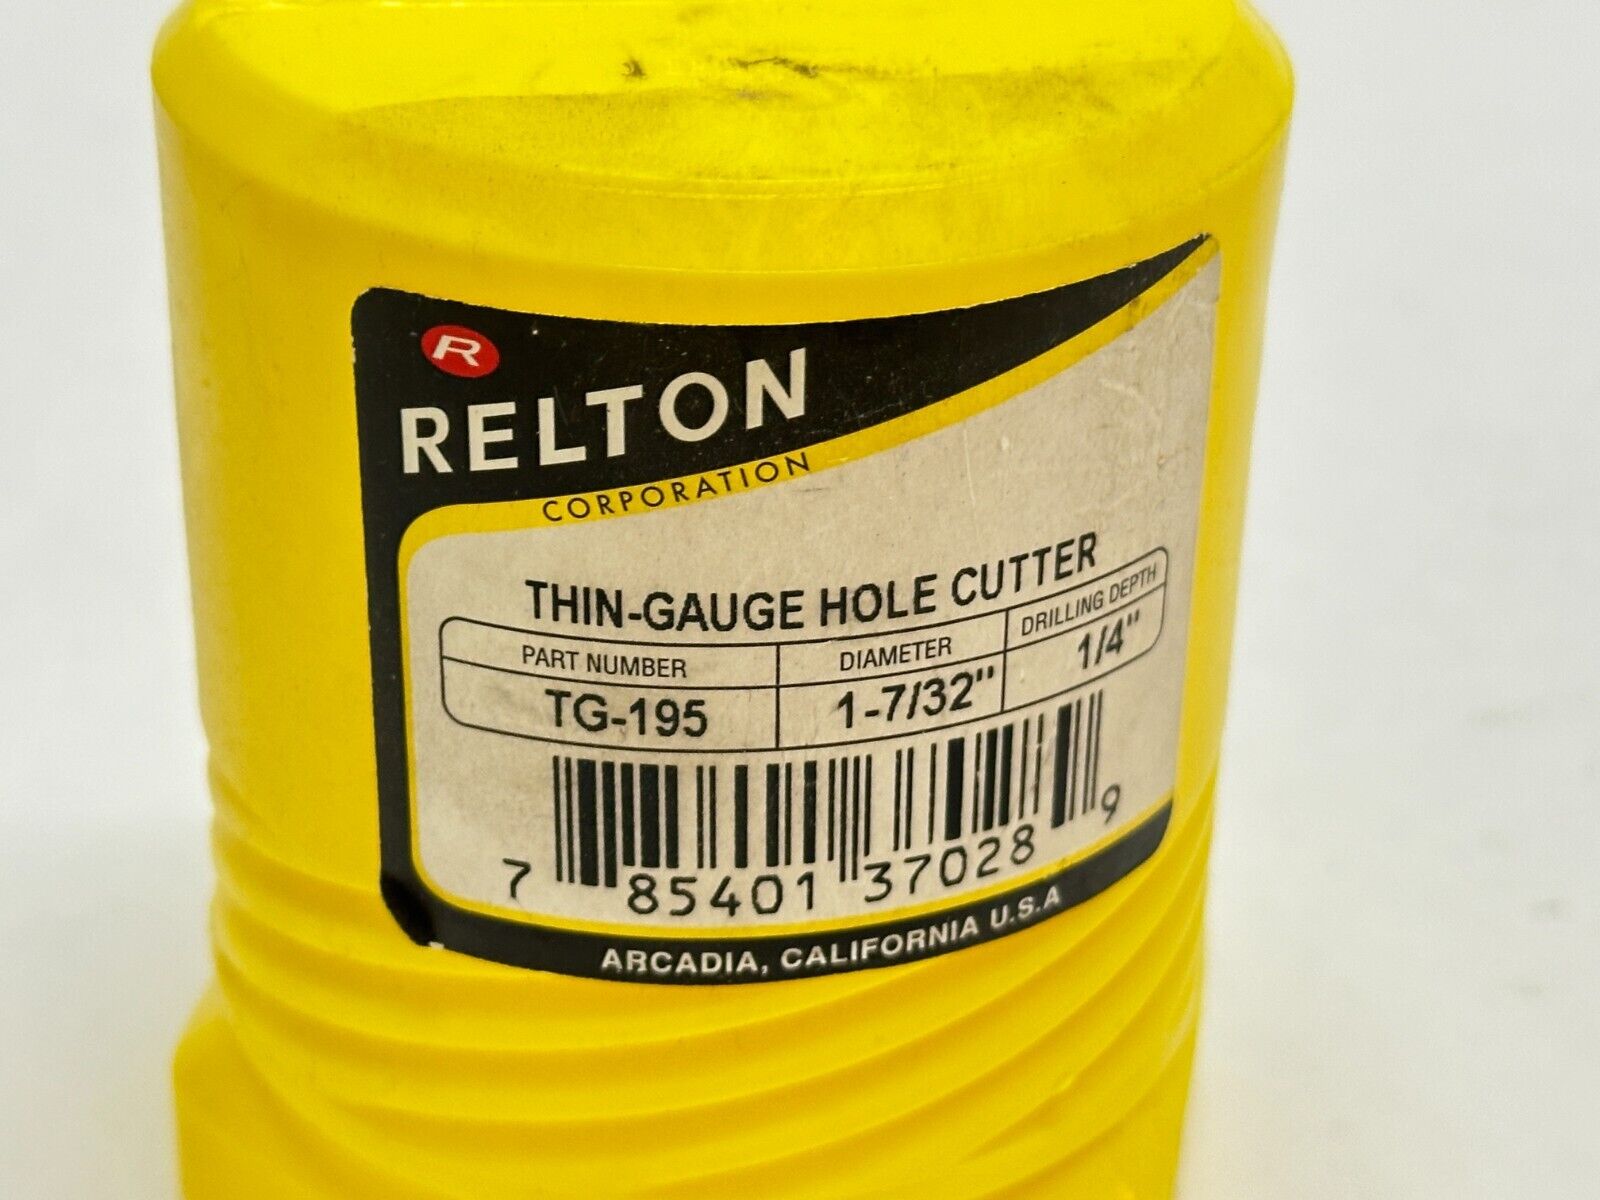 R
RELTON
CORPORATION
THIN-GAUGE HOLE CUTTER
PART NUMBER DIAMETER DRILLING DEPTH
TG-195 1-7/32" 1/4"
7 85401 37028 9
ARCADIA, CALIFORNIA U.S.A